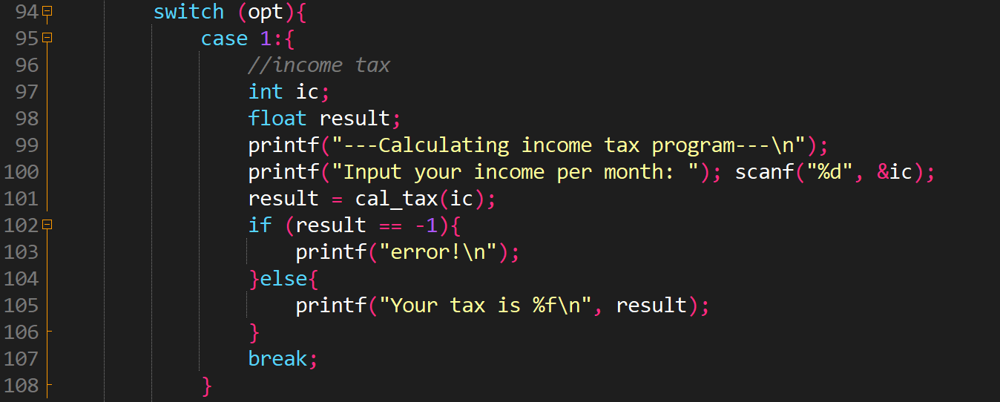 94 switch (opt){
95 case 1:{
96 //income tax
97 int ic;
98 float result;
99 printf("---Calculating income tax program---\n");
100 printf("Input your income per month: "); scanf("%d", &ic);
101 result = cal_tax(ic);
102 if (result == -1){
103 printf("error!\n");
104 }else{
105 printf("Your tax is %f\n", result);
106 }
107 break;
108 }